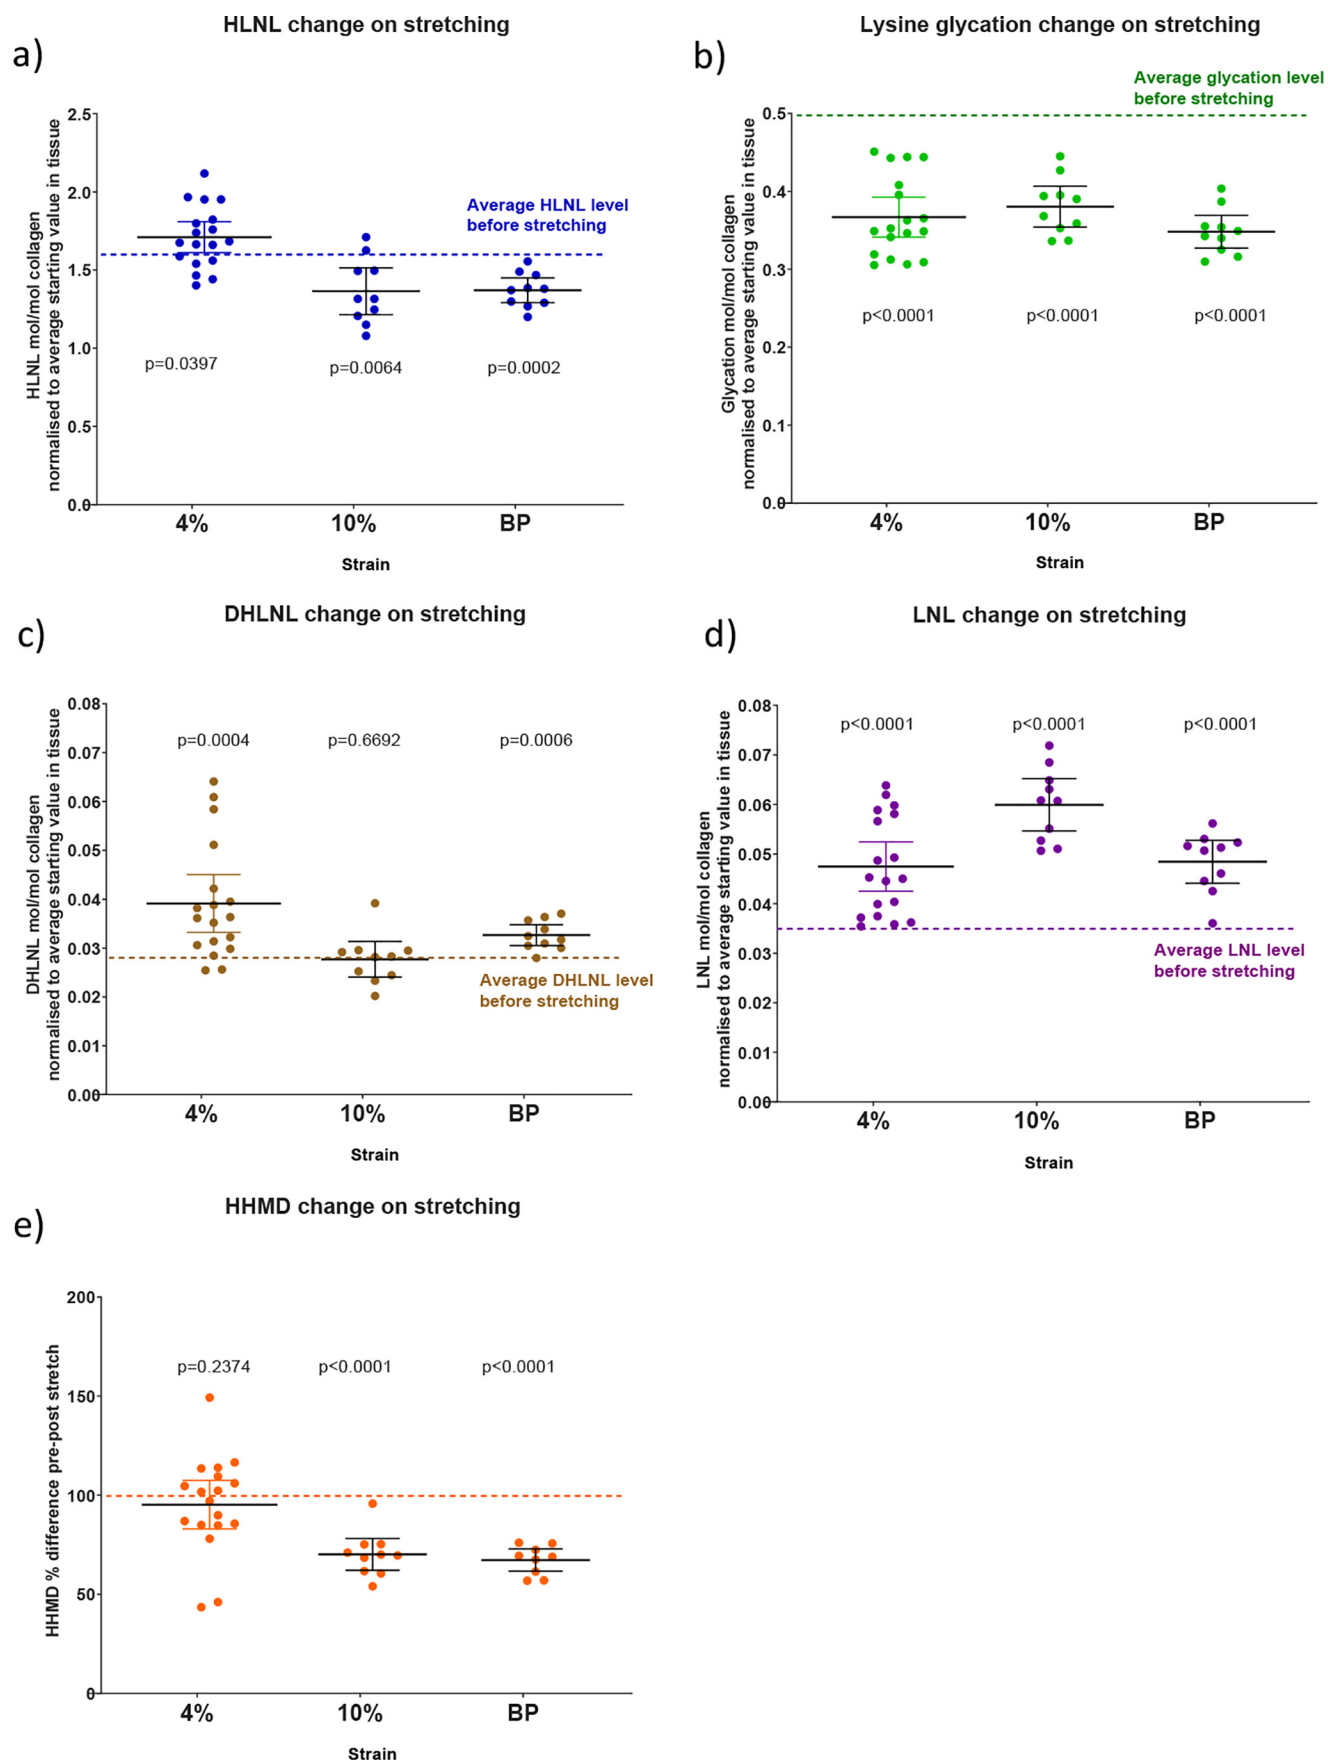 HLNL change on stretching
a)
HLNL mol/mol collagen
normalised to average starting value in tissue
2.5
2.0
1.5
1.0
0.5
0.0
Average HLNL level
before stretching
p=0.0397
p=0.0064
p=0.0002
4%
10%
BP
Strain
Lysine glycation change on stretching
b)
Glycation mol/mol collagen
normalised to average starting value in tissue
Average glycation level
before stretching
0.5
0.4
0.3
0.2
0.1
0.0
p<0.0001
p<0.0001
p<0.0001
4%
10%
BP
Strain
DHLNL change on stretching
c)
DHLNL mol/mol collagen
normalised to average starting value in tissue
0.08
0.07
0.06
0.05
0.04
0.03
0.02
0.01
0.00
p=0.0004
p=0.6692
p=0.0006
Average DHLNL level
before stretching
4%
10%
BP
Strain
LNL change on stretching
d)
LNL mol/mol collagen
normalised to average starting value in tissue
0.08
0.07
0.06
0.05
0.04
0.03
0.02
0.01
0.00
p<0.0001
p<0.0001
p<0.0001
Average LNL level
before stretching
4%
10%
BP
Strain
HHMD change on stretching
e)
HHMD % difference pre-post stretch
200
150
100
50
0
p=0.2374
p<0.0001
p<0.0001
4%
10%
BP
Strain